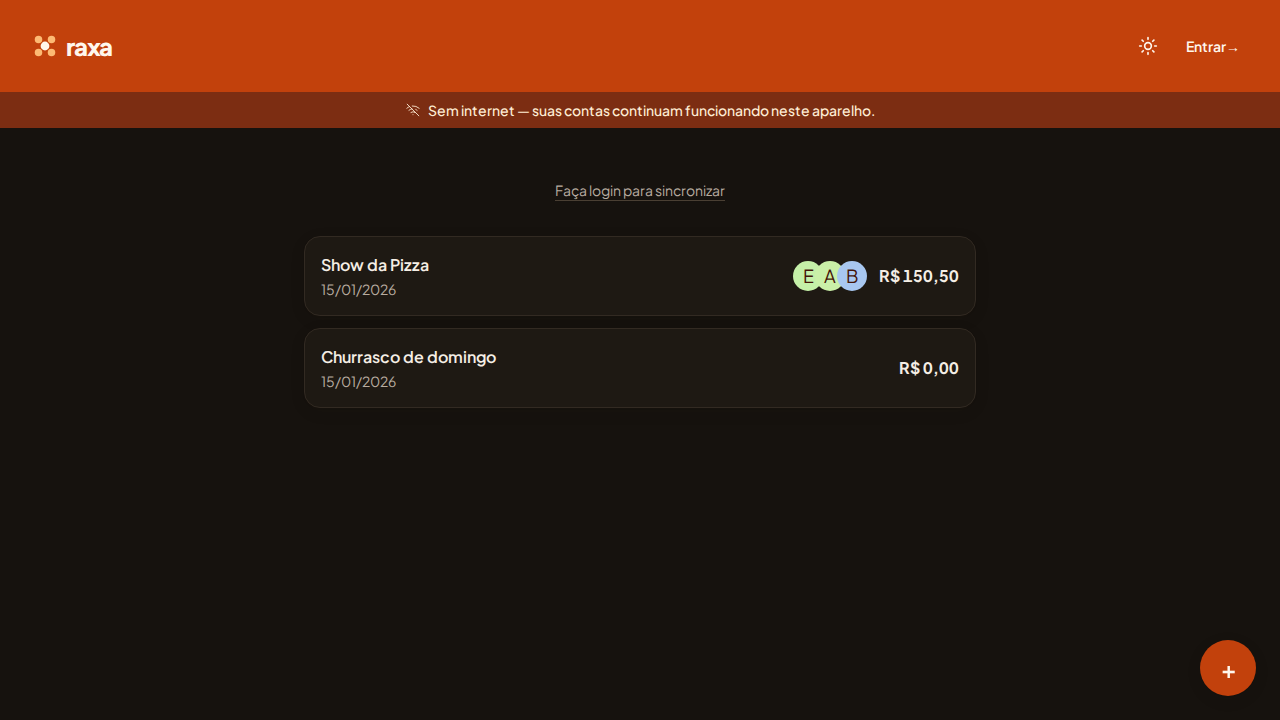 raxa
Entrar→
Sem internet — suas contas continuam funcionando neste aparelho.
Faça login para sincronizar
Show da Pizza
15/01/2026
E A B
R$ 150,50
Churrasco de domingo
15/01/2026
R$ 0,00
+